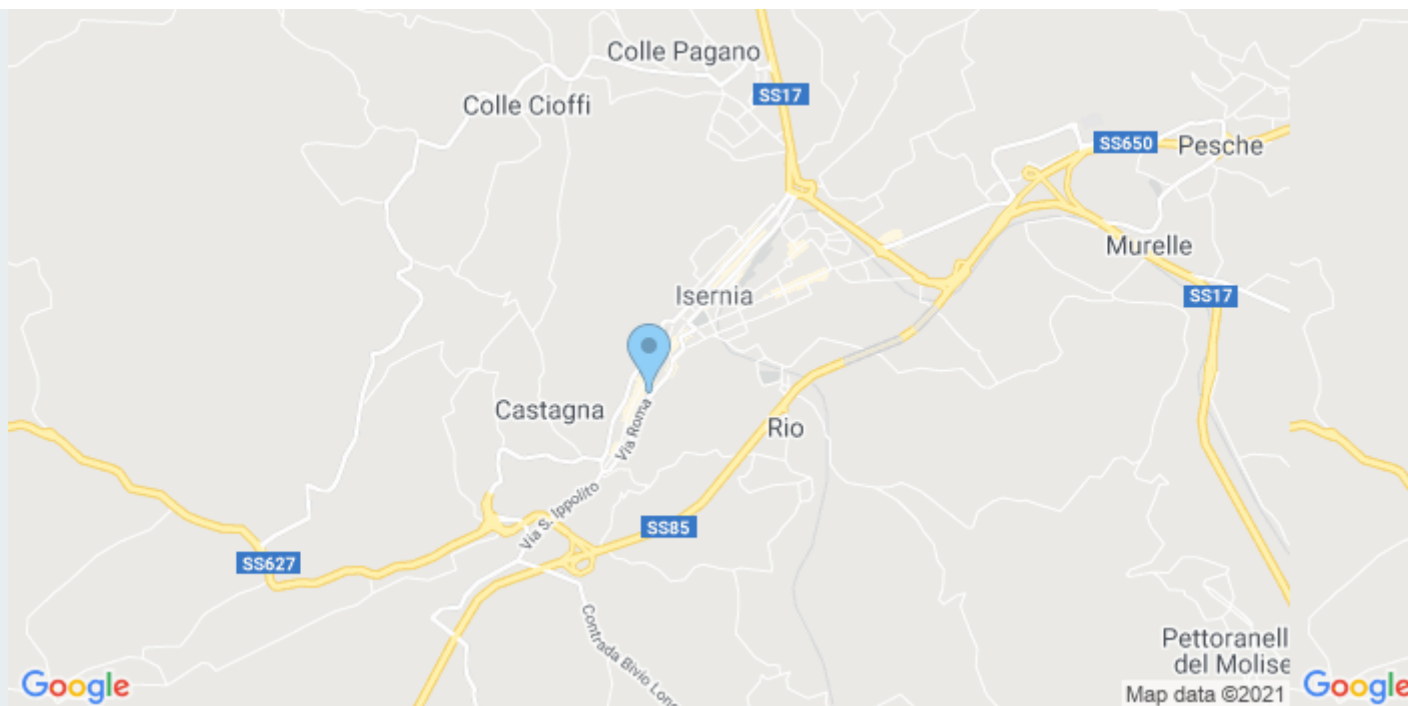 Colle Pagano
SS17
Colle Cioffi
SS650
Pesche
Murelle
Isernia
SS17
Castagna
Via Roma
Rio
Via S. Ippolito
SS85
SS627
Contrada Bivio Lon
Pettoranell
del Molise
Google
Map data ©2021
Google